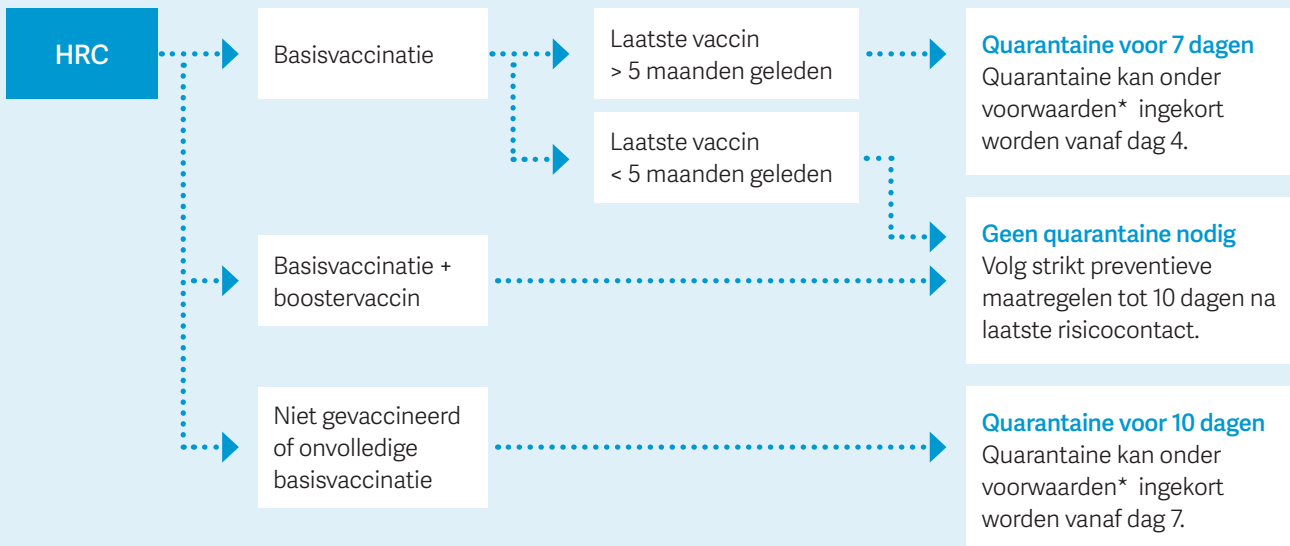 HRC
Basisvaccinatie
Laatste vaccin
> 5 maanden geleden
Quarantaine voor 7 dagen
Quarantaine kan onder
voorwaarden* ingekort
worden vanaf dag 4.
Laatste vaccin
< 5 maanden geleden
Basisvaccinatie +
boostervaccin
Geen quarantaine nodig
Volg strikt preventieve
maatregelen tot 10 dagen na
laatste risicocontact.
Niet gevaccineerd
of onvolledige
basisvaccinatie
Quarantaine voor 10 dagen
Quarantaine kan onder
voorwaarden* ingekort
worden vanaf dag 7.